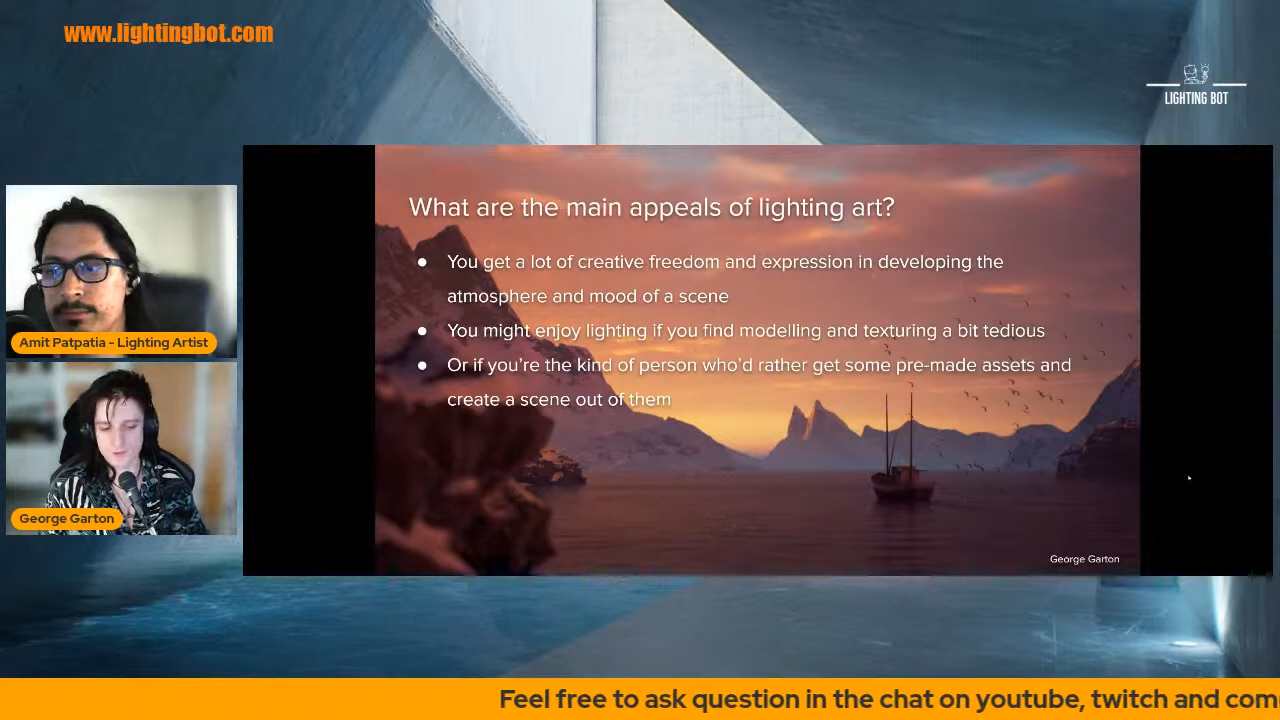 www.lightingbot.com
LIGHTING BOT
What are the main appeals of lighting art?
● You get a lot of creative freedom and expression in developing the
atmosphere and mood of a scene
● You might enjoy lighting if you find modelling and texturing a bit tedious
● Or if you're the kind of person who'd rather get some pre-made assets and
create a scene out of them
George Garton
Amit Patpatia - Lighting Artist
George Garton
Feel free to ask question in the chat on youtube, twitch and com